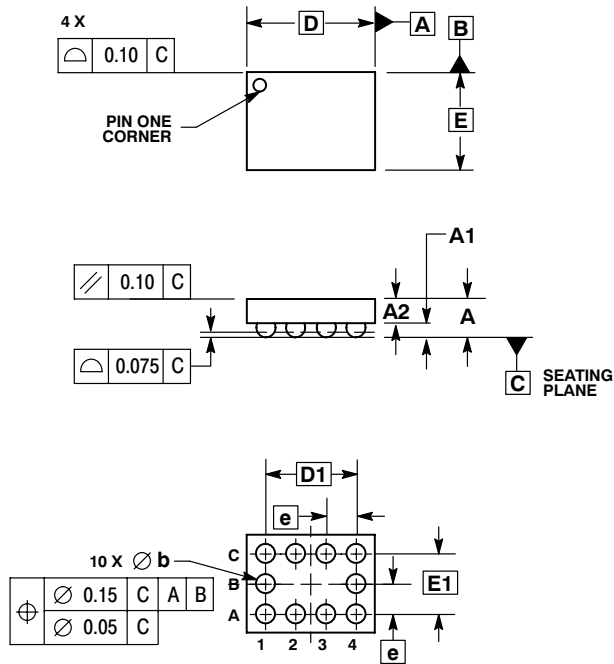 4 X
D
A
B
⌓ 0.10 C
PIN ONE
CORNER
E
A1
⫽ 0.10 C
A2
A
⌓ 0.075 C
C
SEATING
PLANE
D1
e
10 X ∅ b
C
B
A
E1
⌖ ∅ 0.15 C A B
∅ 0.05 C
1 2 3 4
e